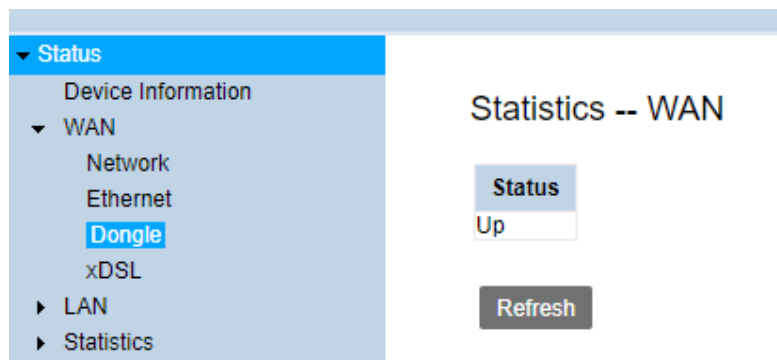 Status
Device Information
WAN
Network
Ethernet
Dongle
xDSL
LAN
Statistics
Statistics -- WAN
Status
Up
Refresh